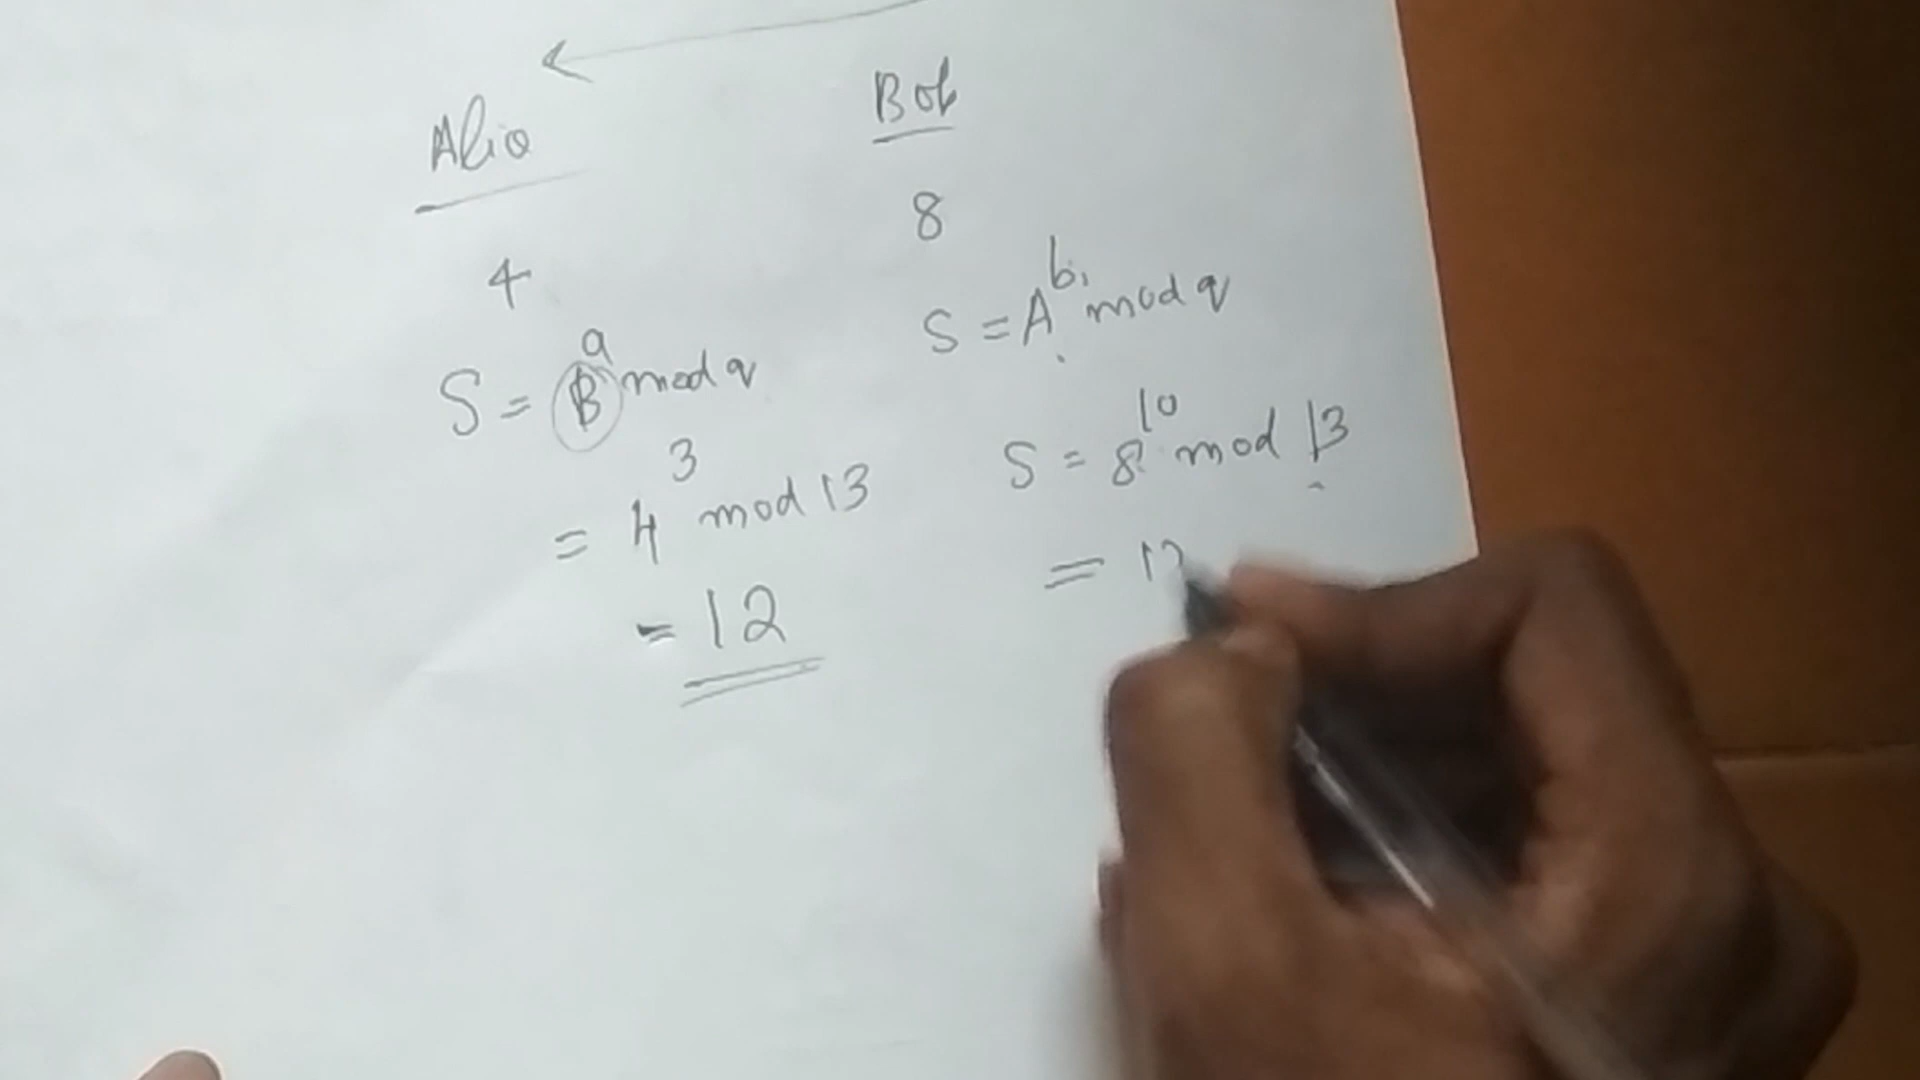 Alice
4
S = B^a mod q
= 4^3 mod 13
= 12
Bob
8
S = A^b mod q
S = 8^10 mod 13
= 12